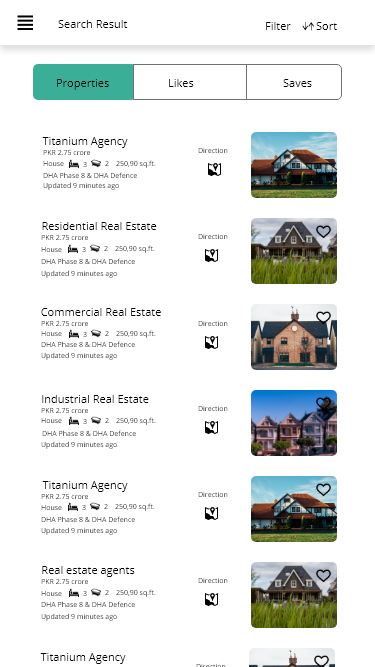 Search Result
Filter
Sort
Properties
Likes
Saves
Titanium Agency
PKR 2.75 crore
Direction
House 3 2 250,90 sq.ft.
DHA Phase 8 & DHA Defence
Updated 9 minutes ago
Residential Real Estate
PKR 2.75 crore
Direction
House 3 2 250,90 sq.ft.
DHA Phase 8 & DHA Defence
Updated 9 minutes ago
Commercial Real Estate
PKR 2.75 crore
Direction
House 3 2 250,90 sq.ft.
DHA Phase 8 & DHA Defence
Updated 9 minutes ago
Industrial Real Estate
PKR 2.75 crore
Direction
House 3 2 250,90 sq.ft.
DHA Phase 8 & DHA Defence
Updated 9 minutes ago
Titanium Agency
PKR 2.75 crore
Direction
House 3 2 250,90 sq.ft.
DHA Phase 8 & DHA Defence
Updated 9 minutes ago
Real estate agents
PKR 2.75 crore
Direction
House 3 2 250,90 sq.ft.
DHA Phase 8 & DHA Defence
Updated 9 minutes ago
Titanium Agency
Direction